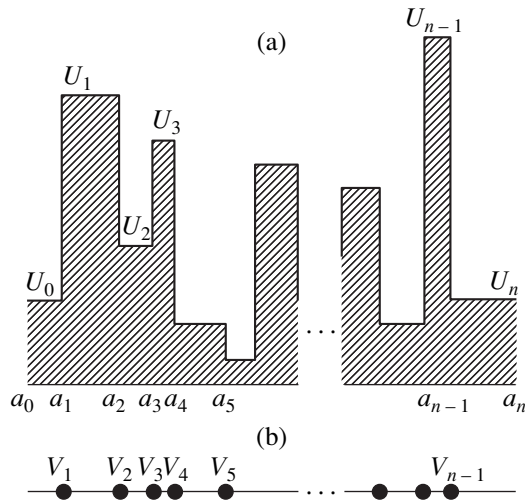 (a)
U_{n-1}
U_1
U_3
U_2
U_0
U_n
...
a_0 a_1 a_2 a_3 a_4 a_5 a_{n-1} a_n
(b)
V_1 V_2 V_3 V_4 V_5 V_{n-1}
...